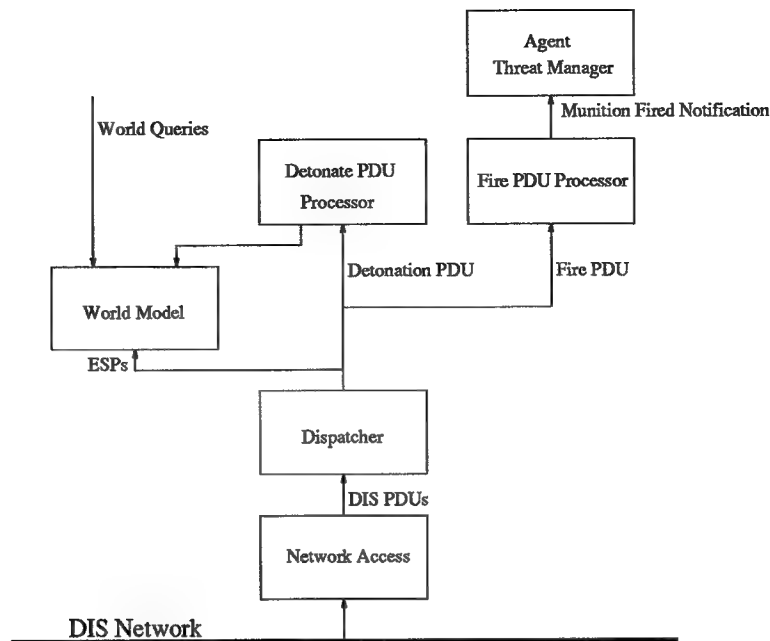 Agent
Threat Manager
Munition Fired Notification
World Queries
Detonate PDU
Processor
Fire PDU Processor
Detonation PDU
Fire PDU
World Model
ESPs
Dispatcher
DIS PDUs
Network Access
DIS Network